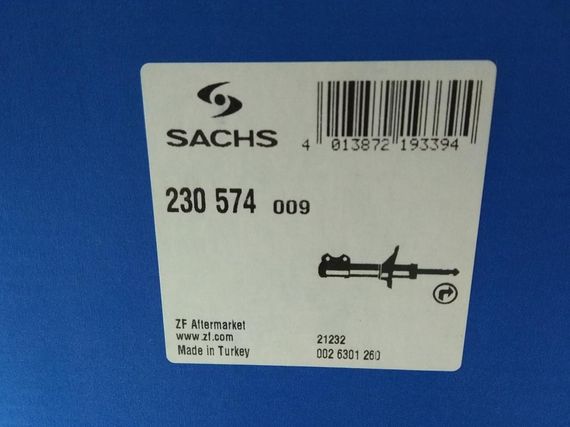 SACHS
4 013872 193394
230 574 009
ZF Aftermarket
www.zf.com
Made in Turkey
21232
002 6301 260